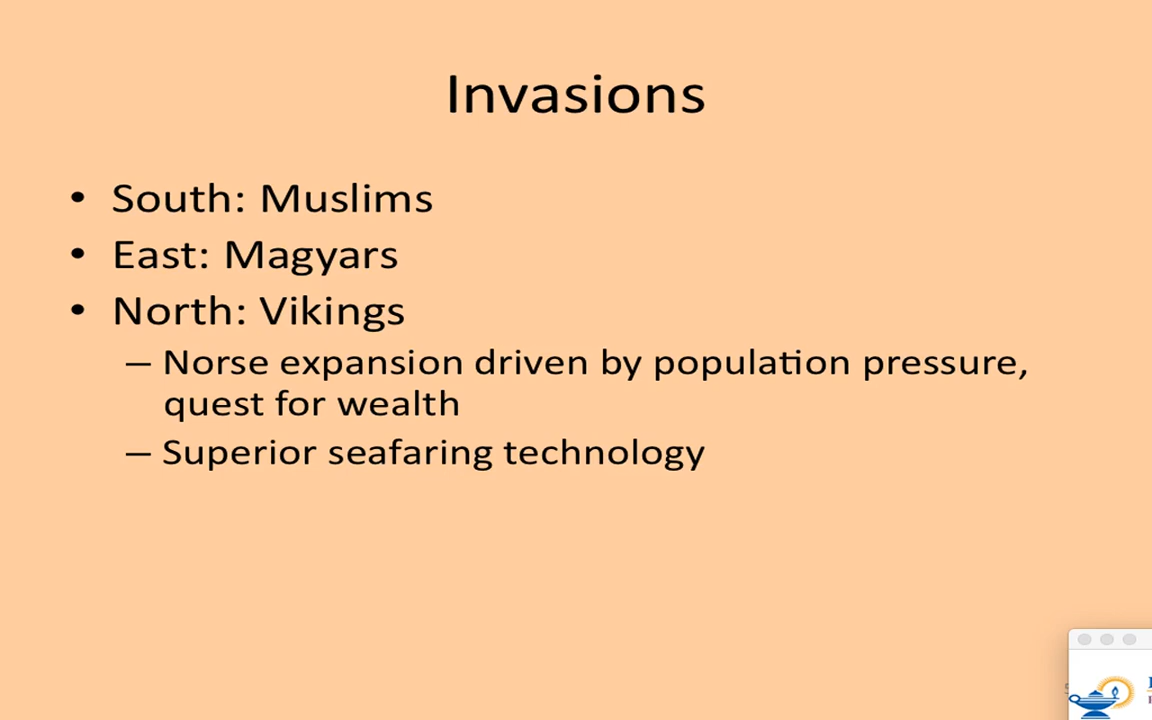 Invasions
• South: Muslims
• East: Magyars
• North: Vikings
– Norse expansion driven by population pressure,
quest for wealth
– Superior seafaring technology